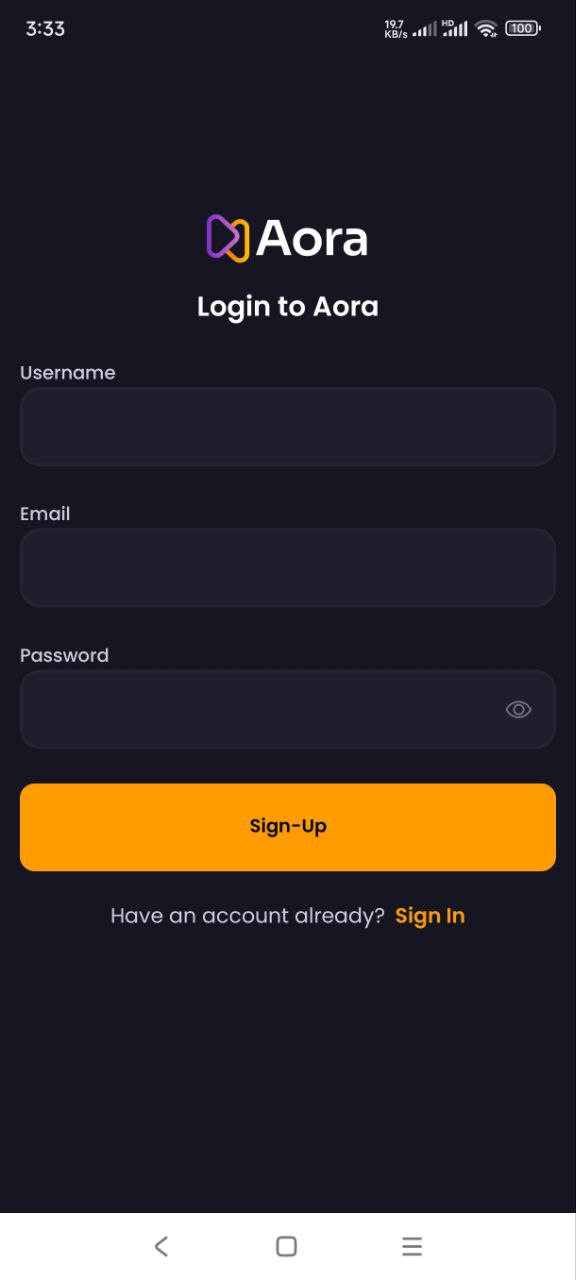 3:33
19.7
KB/s
HD
100
Aora
Login to Aora
Username
Email
Password
Sign-Up
Have an account already? Sign In